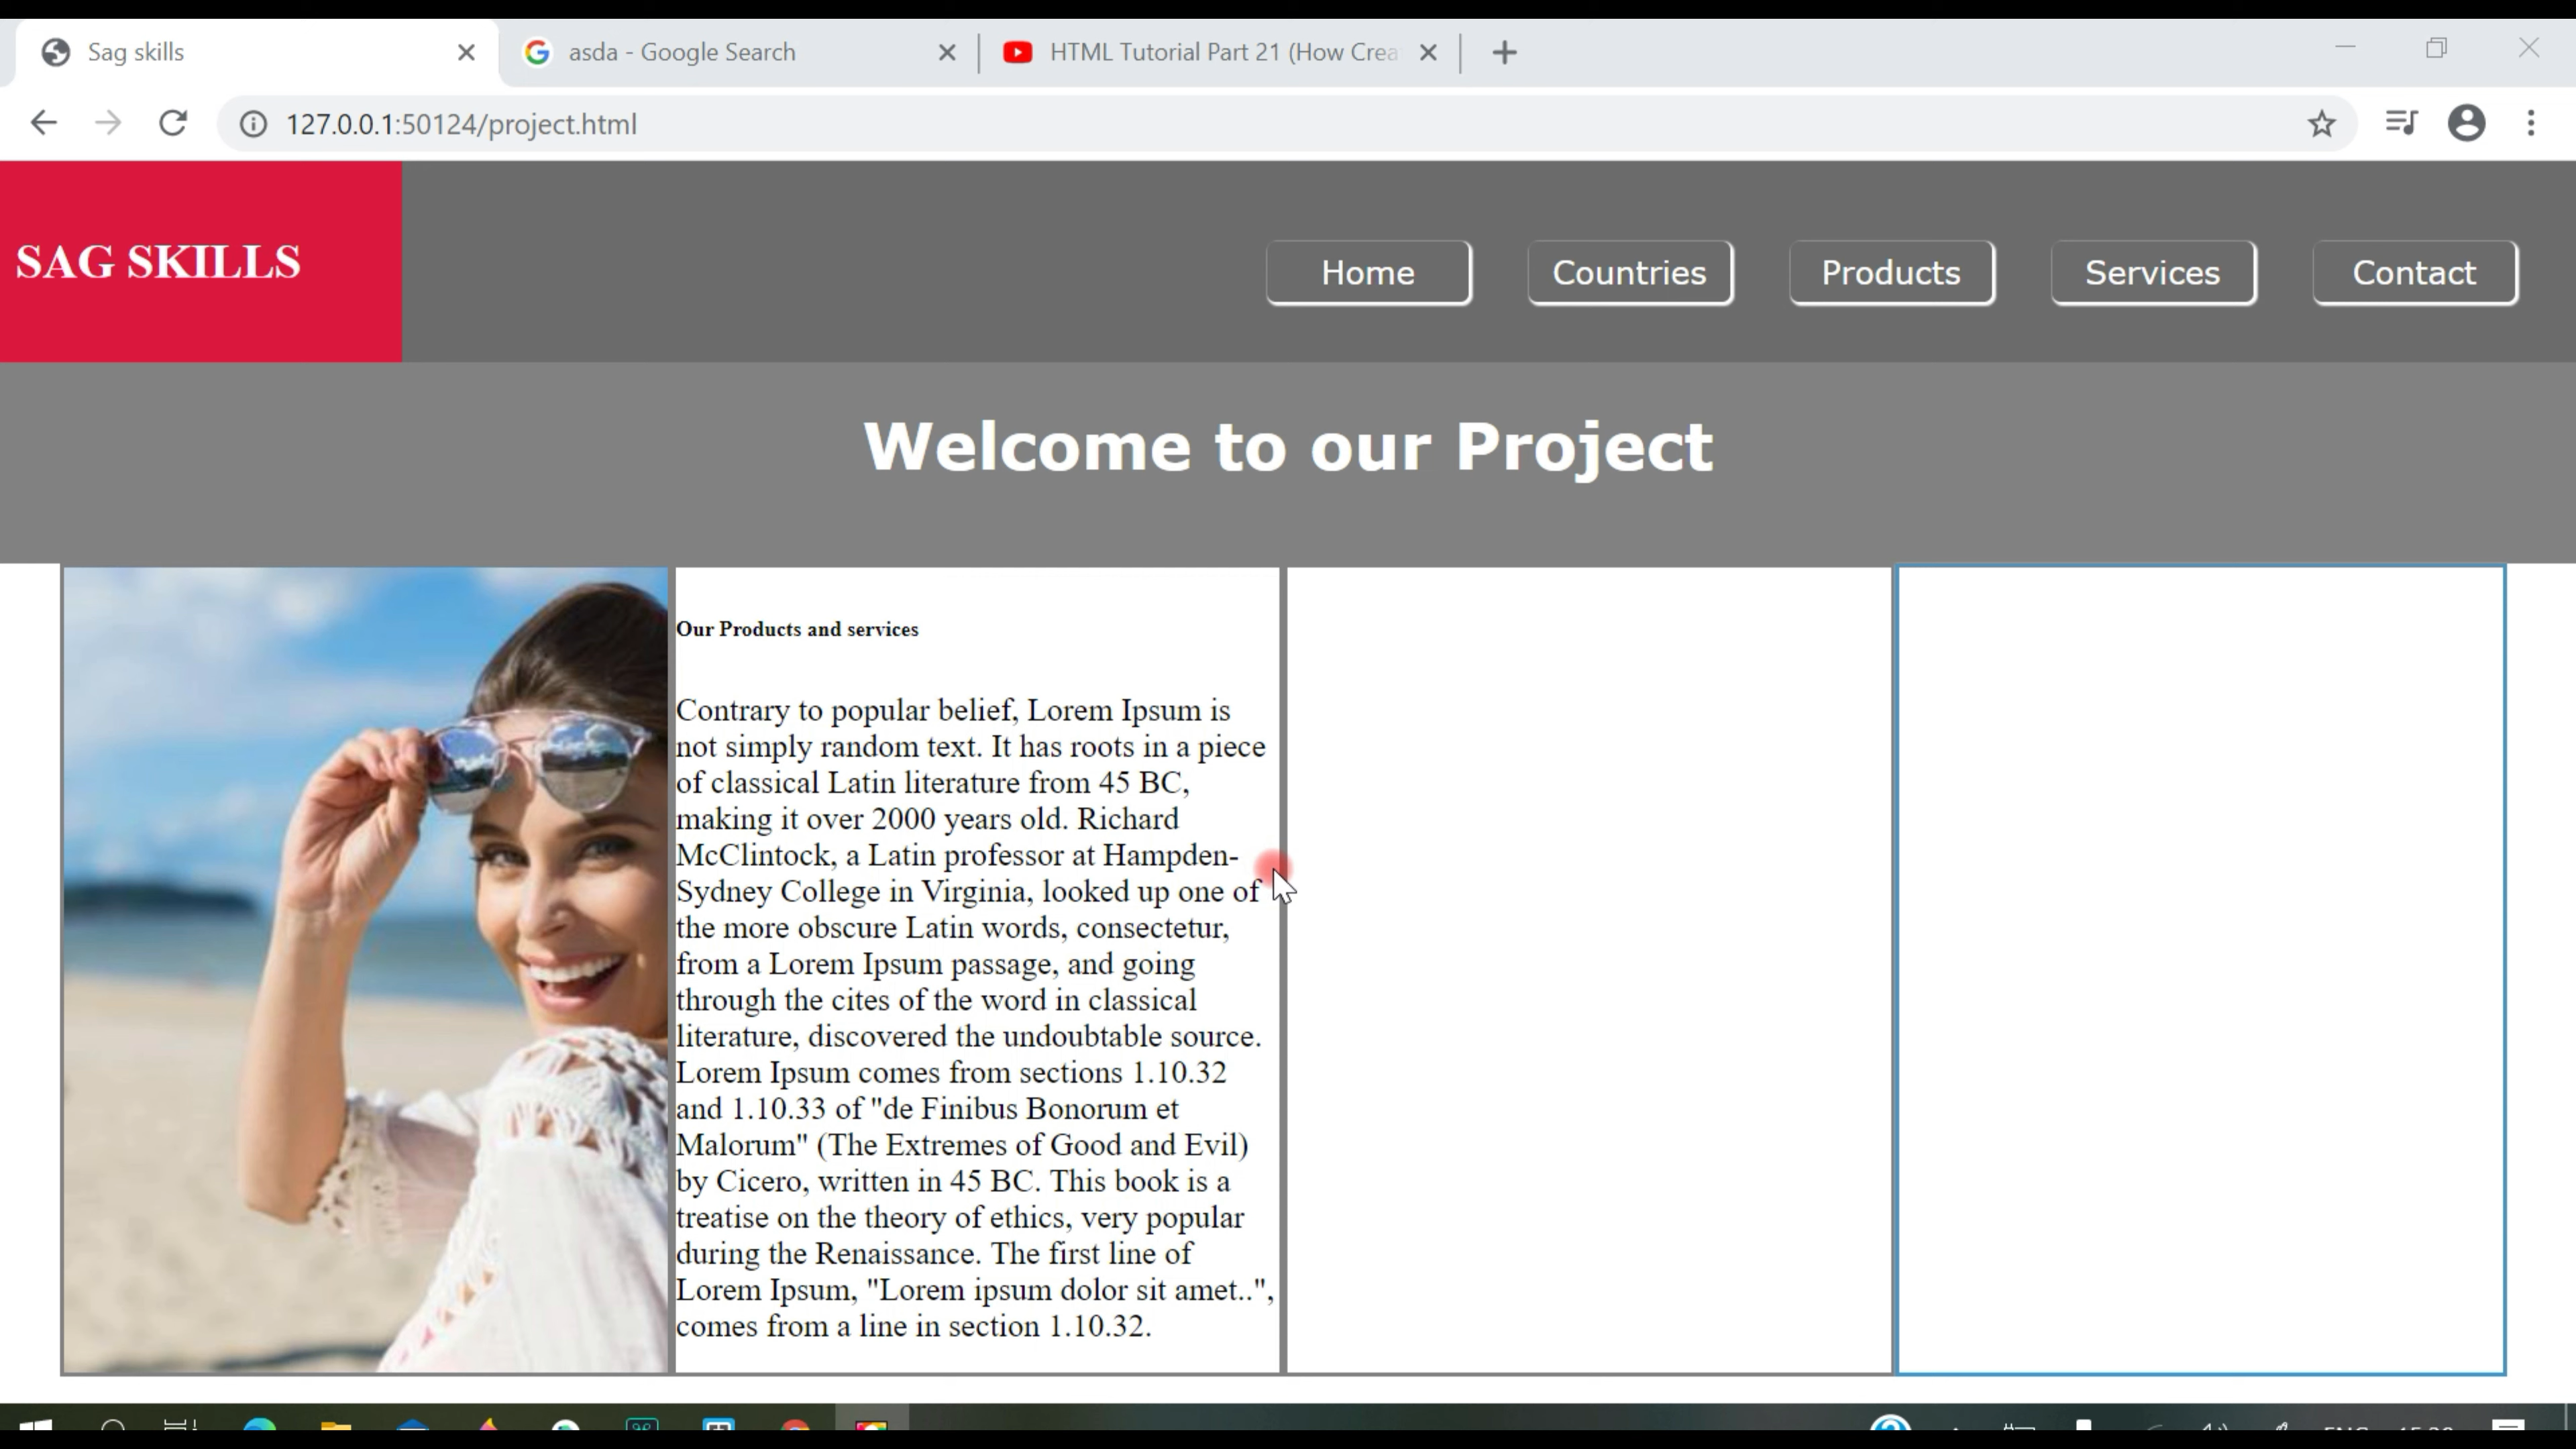 Sag skills
asda - Google Search
HTML Tutorial Part 21 (How Crea
127.0.0.1:50124/project.html
SAG SKILLS
Home
Countries
Products
Services
Contact
Welcome to our Project
Our Products and services
Contrary to popular belief, Lorem Ipsum is
not simply random text. It has roots in a piece
of classical Latin literature from 45 BC,
making it over 2000 years old. Richard
McClintock, a Latin professor at Hampden-
Sydney College in Virginia, looked up one of
the more obscure Latin words, consectetur,
from a Lorem Ipsum passage, and going
through the cites of the word in classical
literature, discovered the undoubtable source.
Lorem Ipsum comes from sections 1.10.32
and 1.10.33 of "de Finibus Bonorum et
Malorum" (The Extremes of Good and Evil)
by Cicero, written in 45 BC. This book is a
treatise on the theory of ethics, very popular
during the Renaissance. The first line of
Lorem Ipsum, "Lorem ipsum dolor sit amet..",
comes from a line in section 1.10.32.